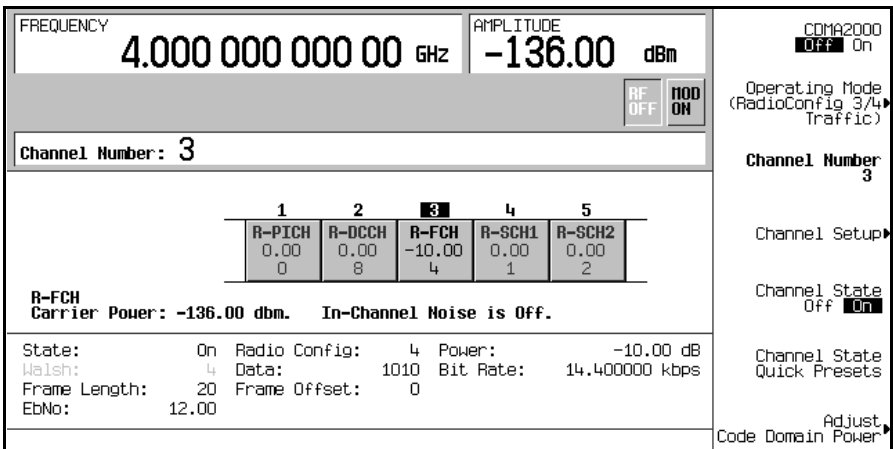 FREQUENCY
4.000 000 000 00 GHz
AMPLITUDE
-136.00 dBm
RF OFF
MOD ON
Channel Number: 3
1 2 3 4 5
R-PICH R-DCCH R-FCH R-SCH1 R-SCH2
0.00 0.00 -10.00 0.00 0.00
0 8 4 1 2
R-FCH
Carrier Power: -136.00 dbm. In-Channel Noise is Off.
State: On Radio Config: 4 Power: -10.00 dB
Walsh: 4 Data: 1010 Bit Rate: 14.400000 kbps
Frame Length: 20 Frame Offset: 0
EbNo: 12.00
CDMA2000
Off On
Operating Mode
(RadioConfig 3/4
Traffic)
Channel Number
3
Channel Setup
Channel State
Off On
Channel State
Quick Presets
Adjust
Code Domain Power